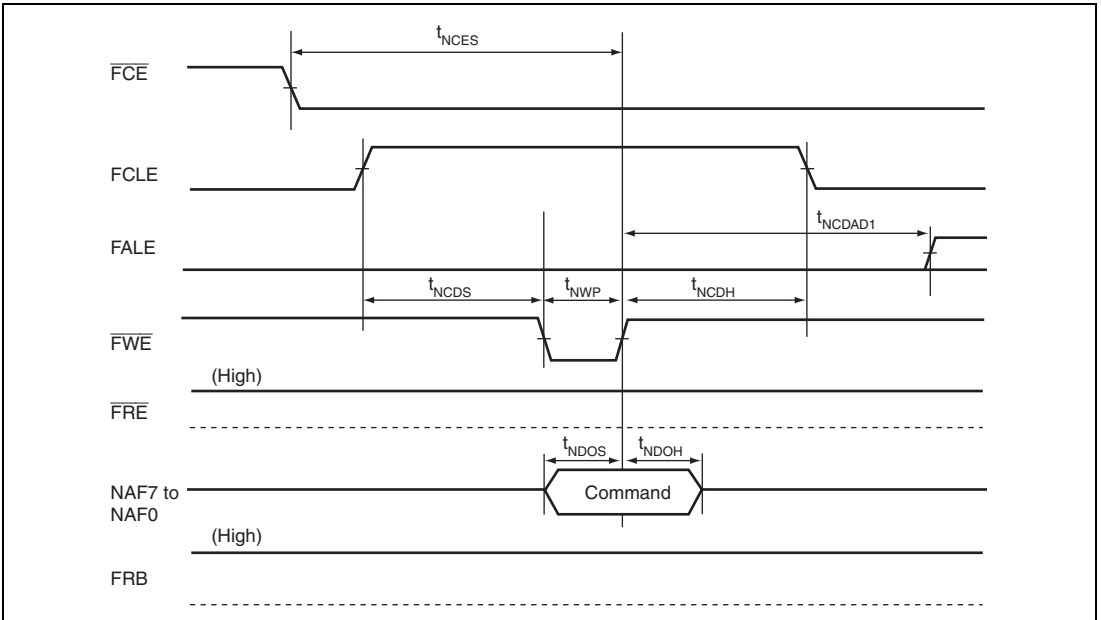 tNCES
FCE
FCLE
tNCDAD1
FALE
tNCDS tNWP tNCDH
FWE
(High)
FRE
tNDOS tNDOH
NAF7 to
NAF0
Command
(High)
FRB